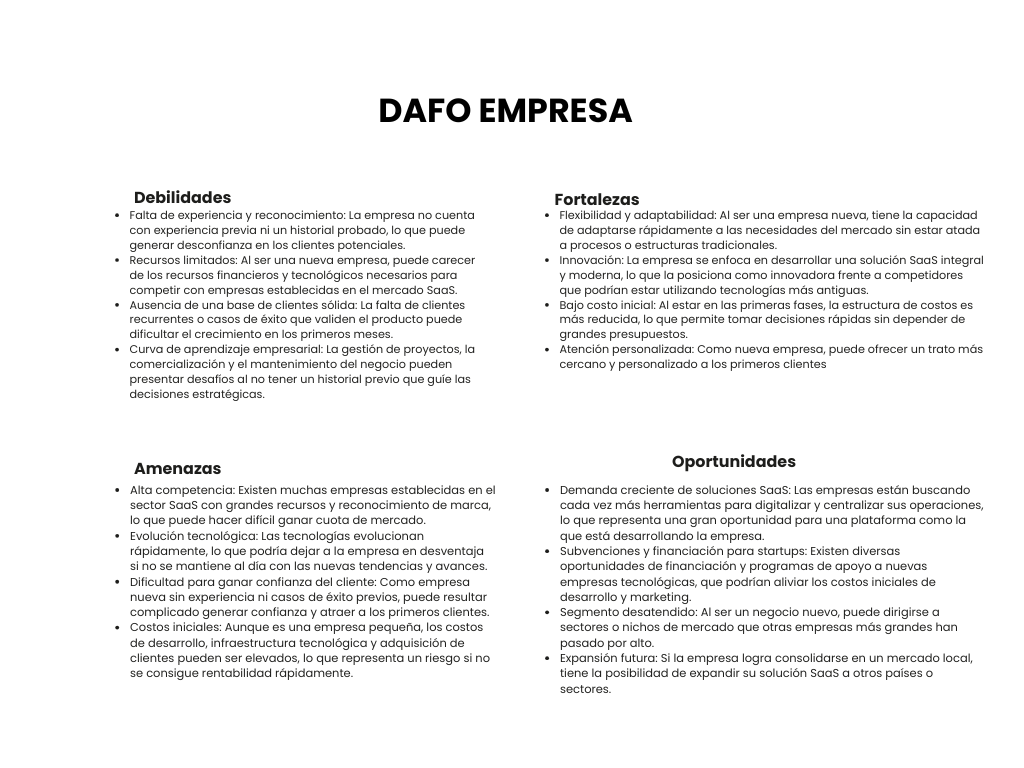 DAFO EMPRESA
Debilidades
• Falta de experiencia y reconocimiento: La empresa no cuenta
con experiencia previa ni un historial probado, lo que puede
generar desconfianza en los clientes potenciales.
• Recursos limitados: Al ser una nueva empresa, puede carecer
de los recursos financieros y tecnológicos necesarios para
competir con empresas establecidas en el mercado SaaS.
• Ausencia de una base de clientes sólida: La falta de clientes
recurrentes o casos de éxito que validen el producto puede
dificultar el crecimiento en los primeros meses.
• Curva de aprendizaje empresarial: La gestión de proyectos, la
comercialización y el mantenimiento del negocio pueden
presentar desafíos al no tener un historial previo que guíe las
decisiones estratégicas.
Fortalezas
• Flexibilidad y adaptabilidad: Al ser una empresa nueva, tiene la capacidad
de adaptarse rápidamente a las necesidades del mercado sin estar atada
a procesos o estructuras tradicionales.
• Innovación: La empresa se enfoca en desarrollar una solución SaaS integral
y moderna, lo que la posiciona como innovadora frente a competidores
que podrían estar utilizando tecnologías más antiguas.
• Bajo costo inicial: Al estar en las primeras fases, la estructura de costos es
más reducida, lo que permite tomar decisiones rápidas sin depender de
grandes presupuestos.
• Atención personalizada: Como nueva empresa, puede ofrecer un trato más
cercano y personalizado a los primeros clientes
Amenazas
• Alta competencia: Existen muchas empresas establecidas en el
sector SaaS con grandes recursos y reconocimiento de marca,
lo que puede hacer difícil ganar cuota de mercado.
• Evolución tecnológica: Las tecnologías evolucionan
rápidamente, lo que podría dejar a la empresa en desventaja
si no se mantiene al día con las nuevas tendencias y avances.
• Dificultad para ganar confianza del cliente: Como empresa
nueva sin experiencia ni casos de éxito previos, puede resultar
complicado generar confianza y atraer a los primeros clientes.
• Costos iniciales: Aunque es una empresa pequeña, los costos
de desarrollo, infraestructura tecnológica y adquisición de
clientes pueden ser elevados, lo que representa un riesgo si no
se consigue rentabilidad rápidamente.
Oportunidades
• Demanda creciente de soluciones SaaS: Las empresas están buscando
cada vez más herramientas para digitalizar y centralizar sus operaciones,
lo que representa una gran oportunidad para una plataforma como la
que está desarrollando la empresa.
• Subvenciones y financiación para startups: Existen diversas
oportunidades de financiación y programas de apoyo a nuevas
empresas tecnológicas, que podrían aliviar los costos iniciales de
desarrollo y marketing.
• Segmento desatendido: Al ser un negocio nuevo, puede dirigirse a
sectores o nichos de mercado que otras empresas más grandes han
pasado por alto.
• Expansión futura: Si la empresa logra consolidarse en un mercado local,
tiene la posibilidad de expandir su solución SaaS a otros países o
sectores.